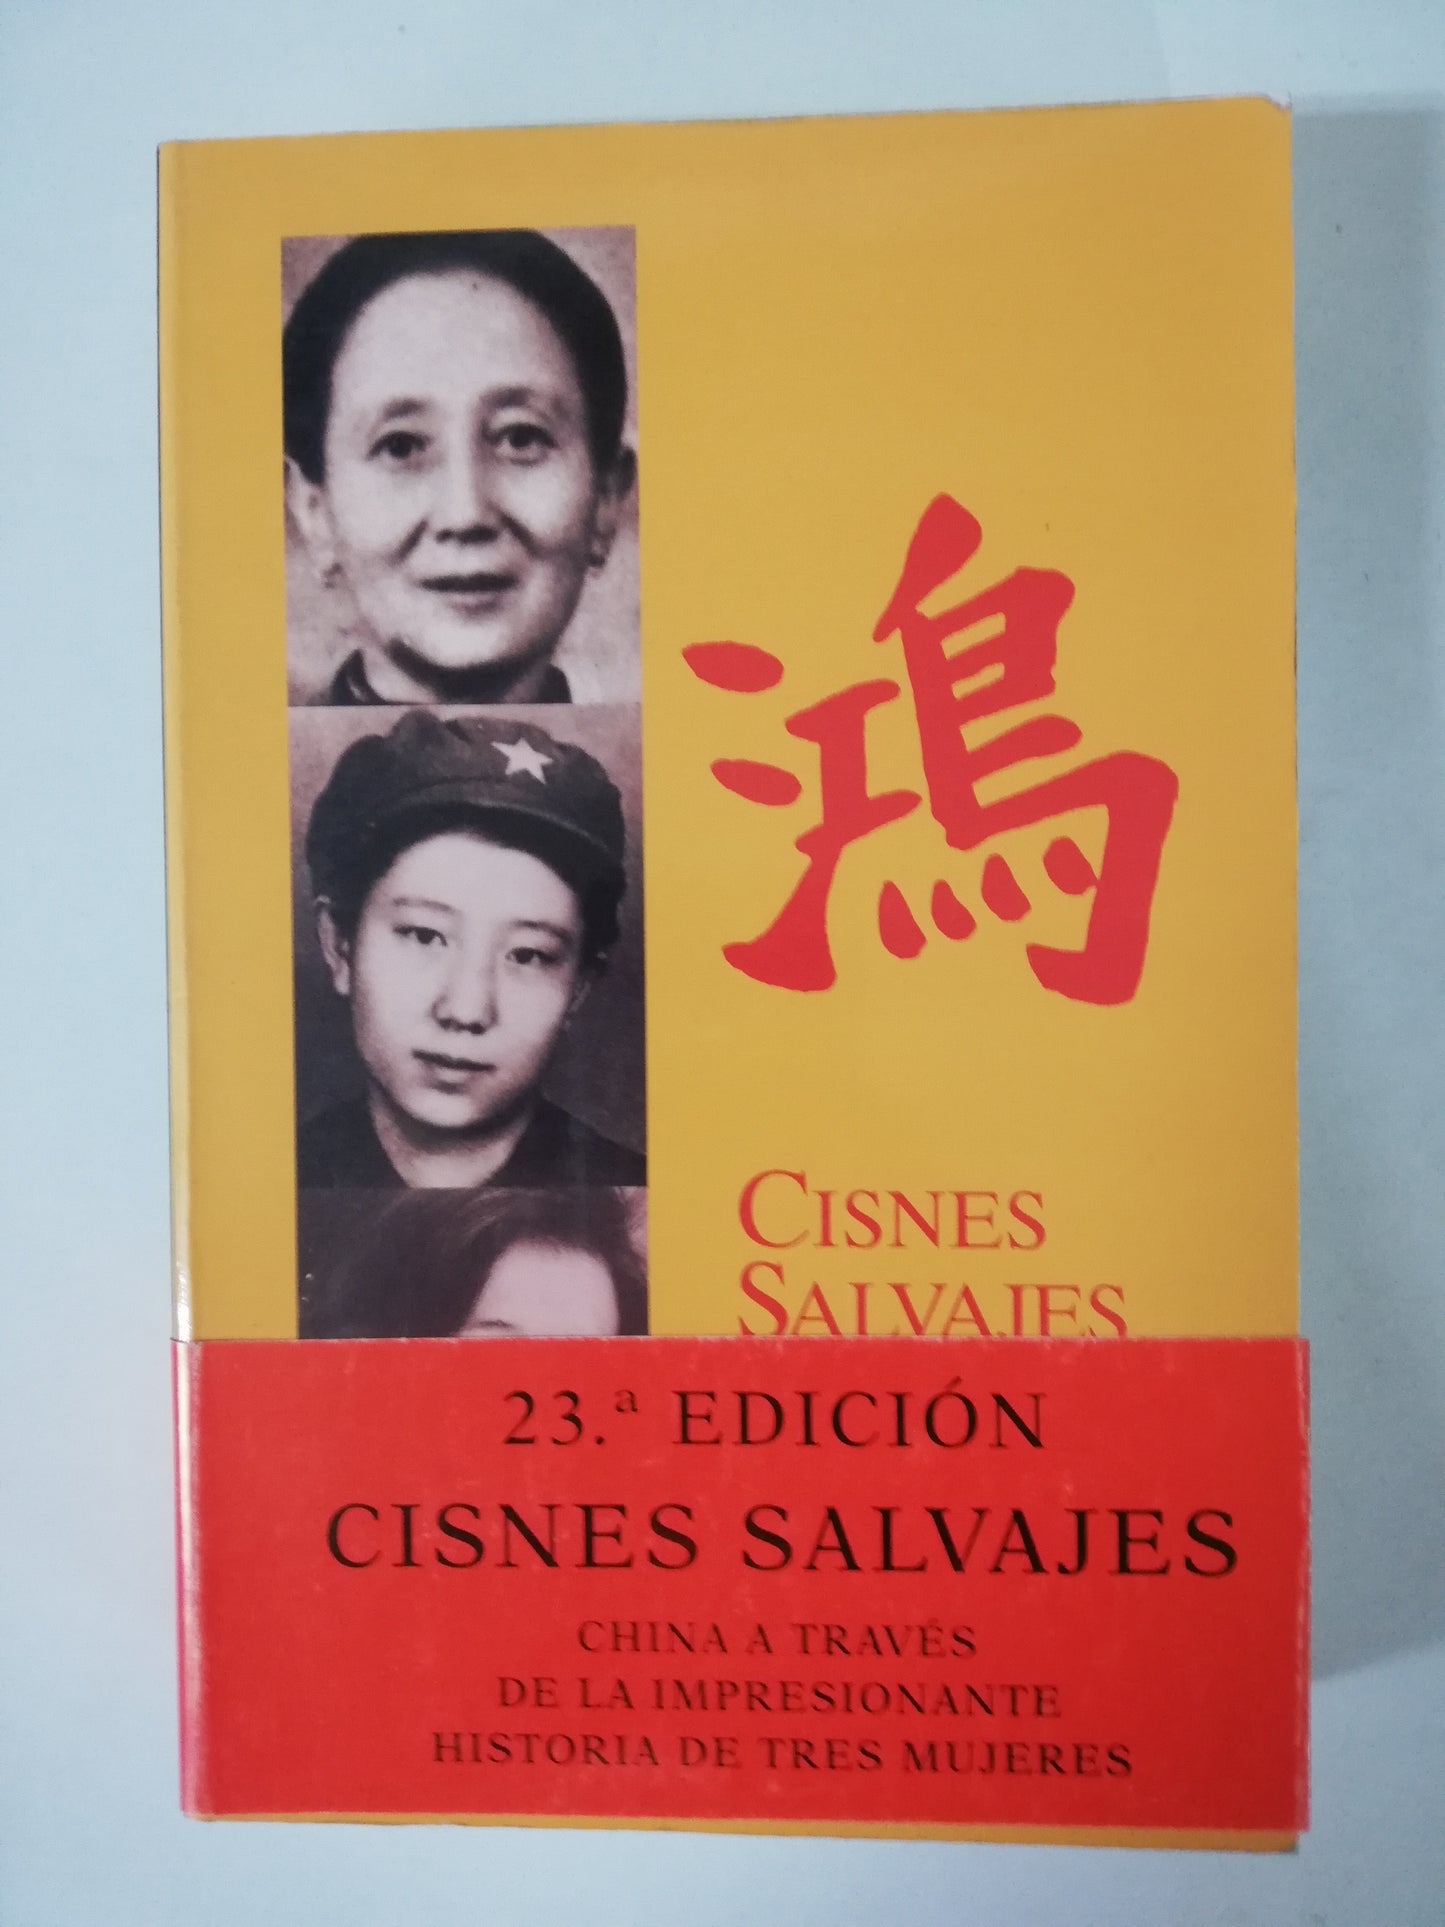 鴻
CISNES
SALVAJES
23.ª EDICIÓN
CISNES SALVAJES
CHINA A TRAVÉS
DE LA IMPRESIONANTE
HISTORIA DE TRES MUJERES